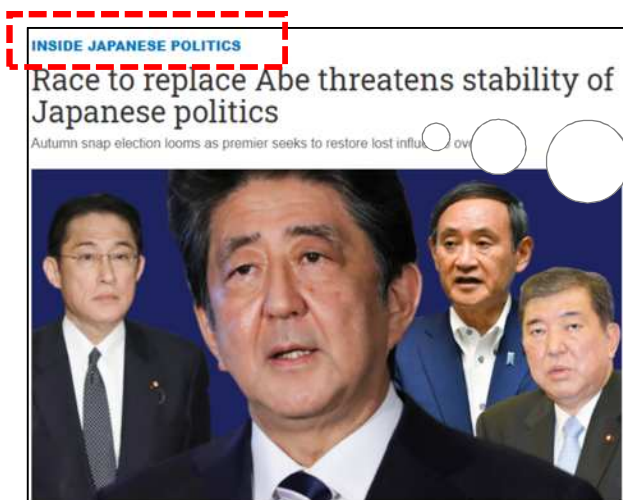 INSIDE JAPANESE POLITICS
Race to replace Abe threatens stability of
Japanese politics
Autumn snap election looms as premier seeks to restore lost